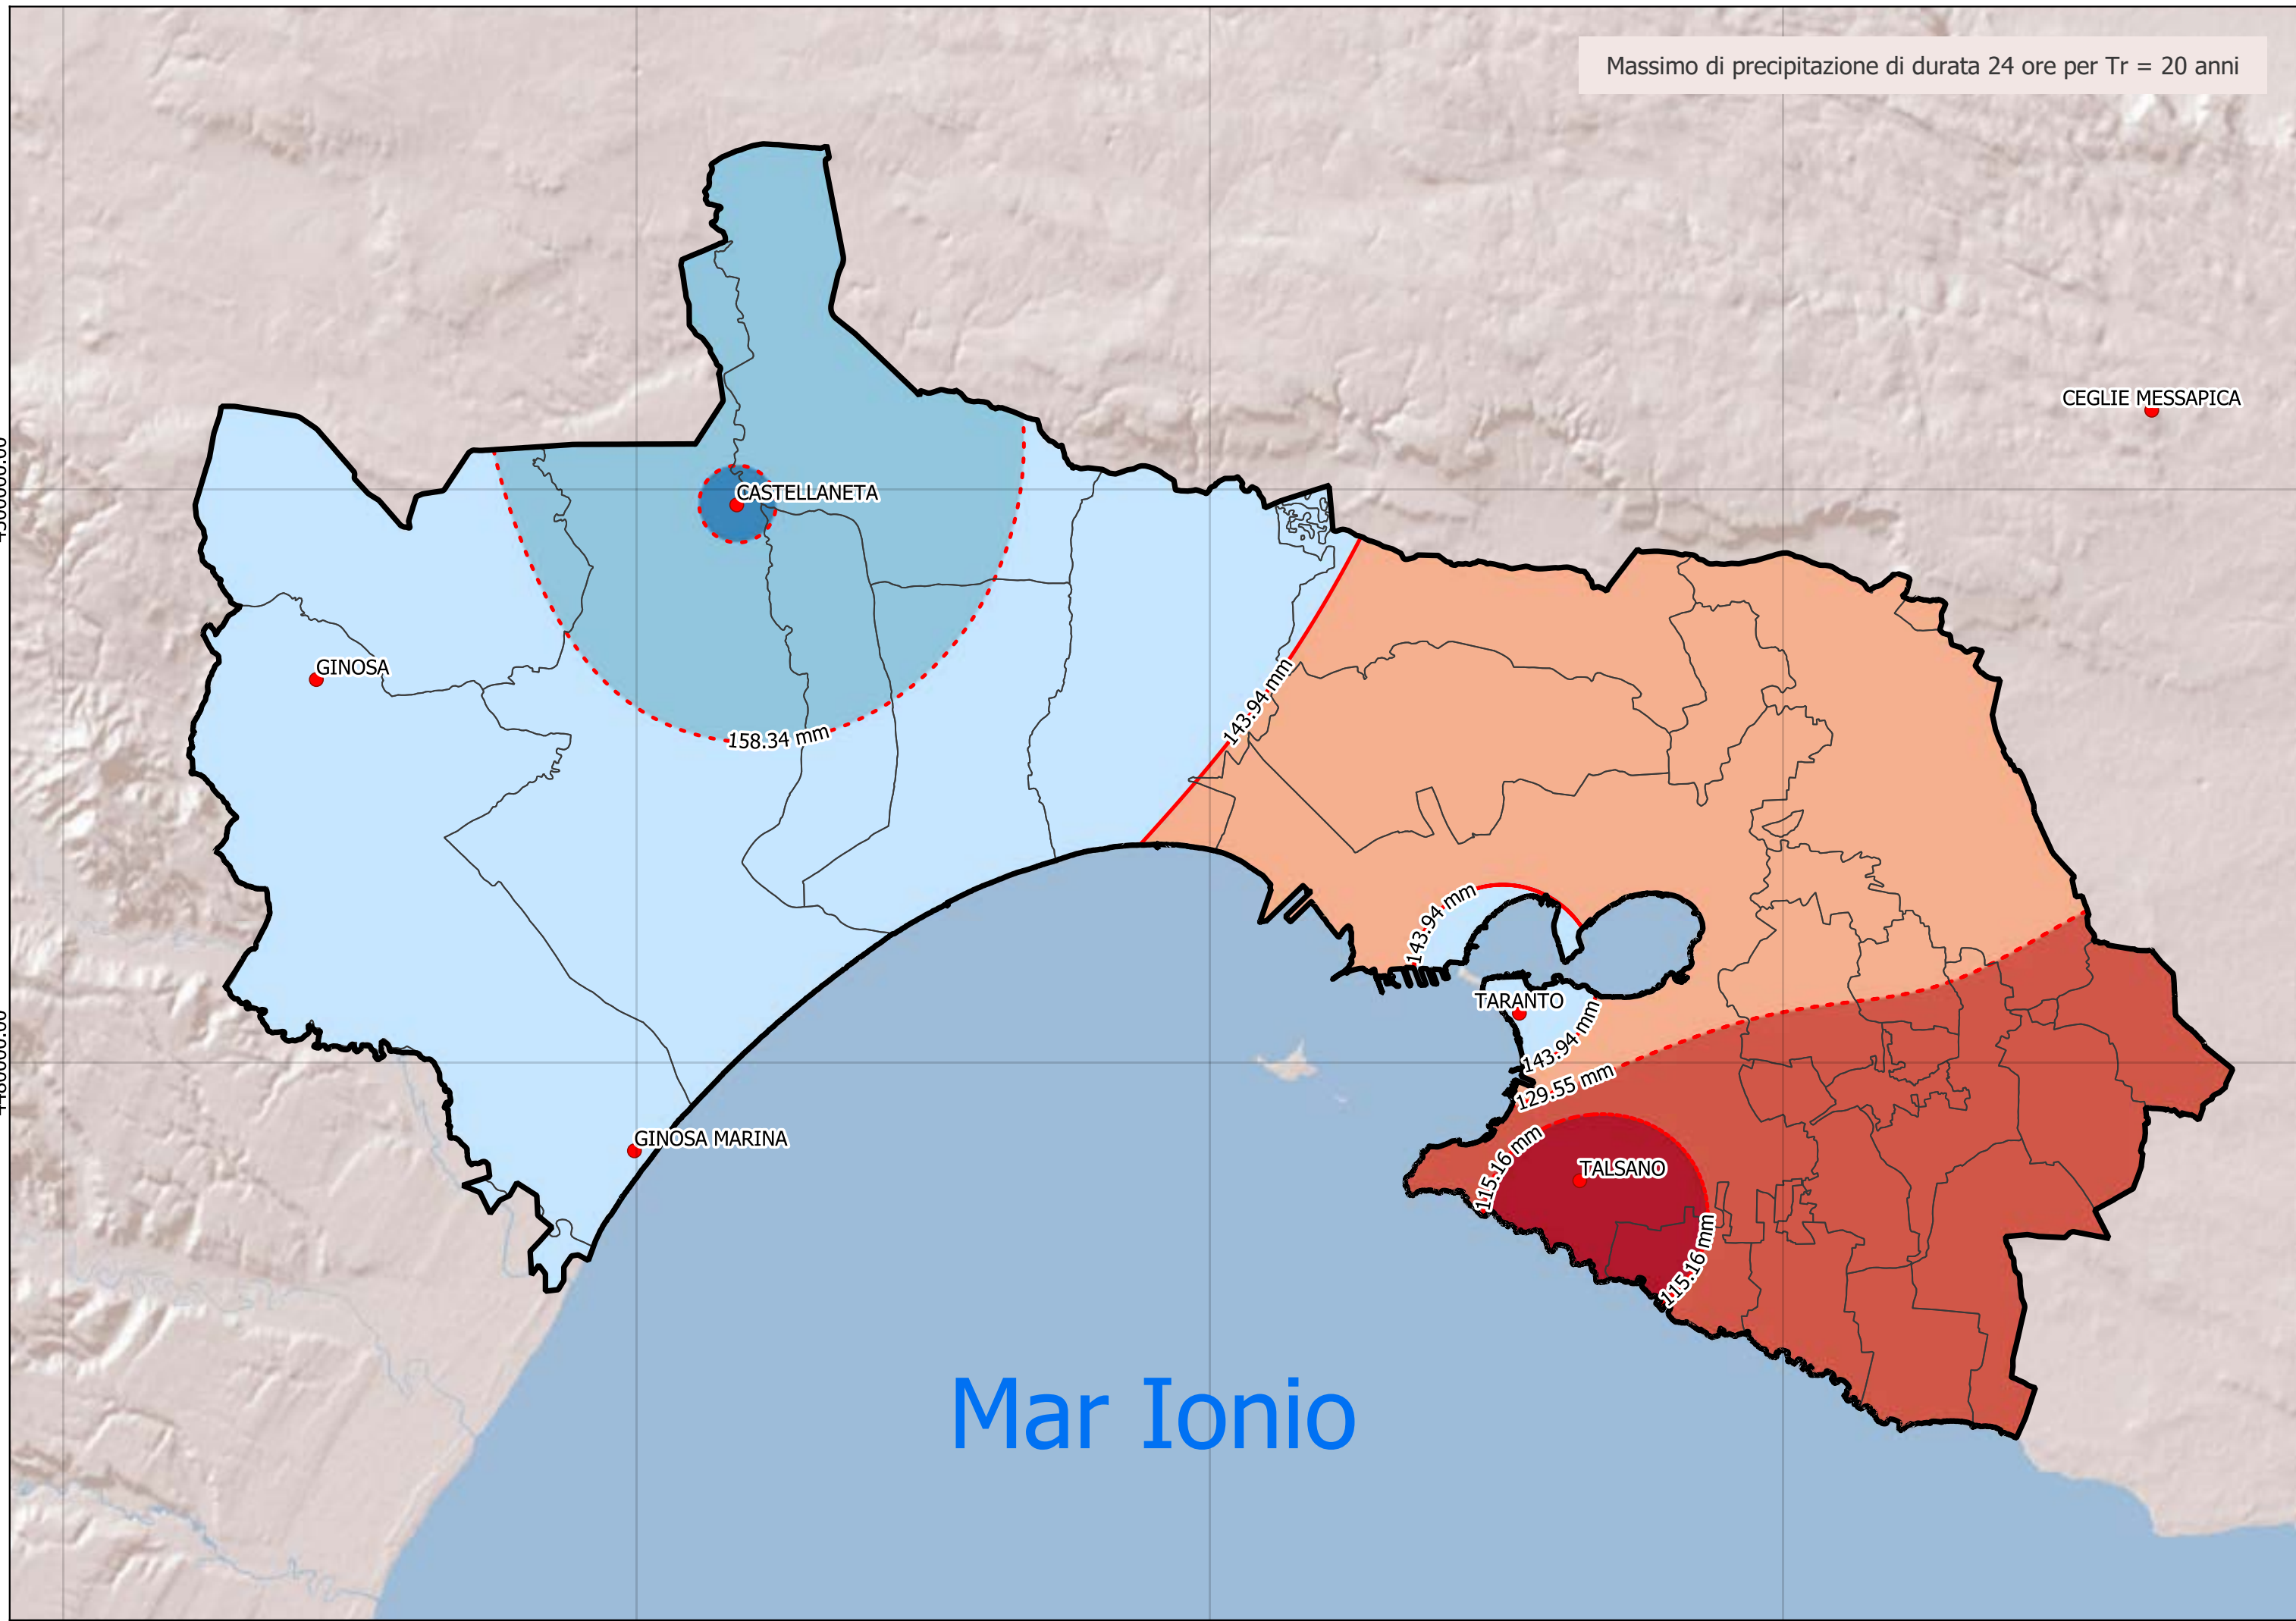 Massimo di precipitazione di durata 24 ore per Tr = 20 anni
CEGLIE MESSAPICA
CASTELLANETA
GINOSA
143.94 mm
158.34 mm
143.94 mm
TARANTO
143.94 mm
129.55 mm
GINOSA MARINA
115.16 mm
TALSANO
115.16 mm
Mar Ionio